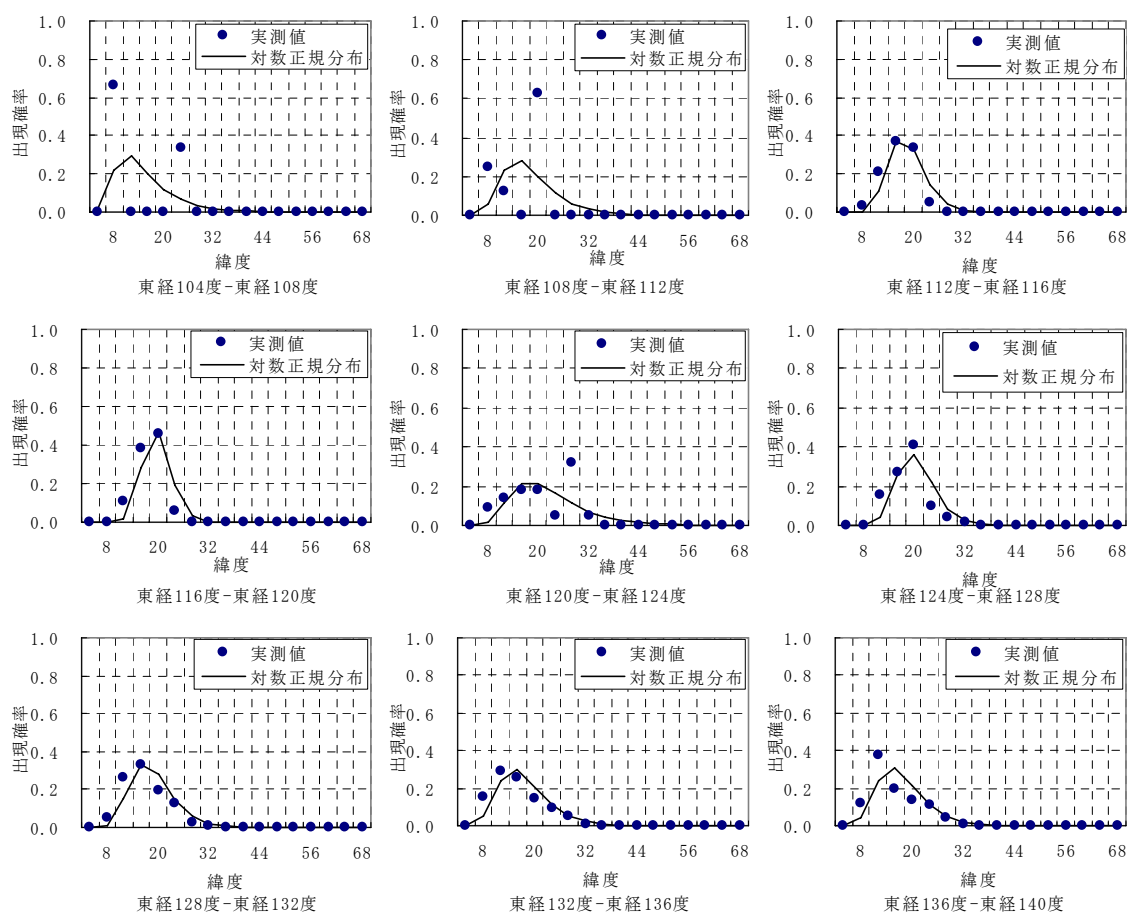 1.0
0.8
0.6
0.4
0.2
0.0
出現確率
実測値
対数正規分布
8 20 32 44 56 68
緯度
東経104度-東経108度
1.0
0.8
0.6
0.4
0.2
0.0
出現確率
実測値
対数正規分布
8 20 32 44 56 68
緯度
東経108度-東経112度
1.0
0.8
0.6
0.4
0.2
0.0
出現確率
実測値
対数正規分布
8 20 32 44 56 68
緯度
東経112度-東経116度
1.0
0.8
0.6
0.4
0.2
0.0
出現確率
実測値
対数正規分布
8 20 32 44 56 68
緯度
東経116度-東経120度
1.0
0.8
0.6
0.4
0.2
0.0
出現確率
実測値
対数正規分布
8 20 32 44 56 68
緯度
東経120度-東経124度
1.0
0.8
0.6
0.4
0.2
0.0
出現確率
実測値
対数正規分布
8 20 32 44 56 68
緯度
東経124度-東経128度
1.0
0.8
0.6
0.4
0.2
0.0
出現確率
実測値
対数正規分布
8 20 32 44 56 68
緯度
東経128度-東経132度
1.0
0.8
0.6
0.4
0.2
0.0
出現確率
実測値
対数正規分布
8 20 32 44 56 68
緯度
東経132度-東経136度
1.0
0.8
0.6
0.4
0.2
0.0
出現確率
実測値
対数正規分布
8 20 32 44 56 68
緯度
東経136度-東経140度